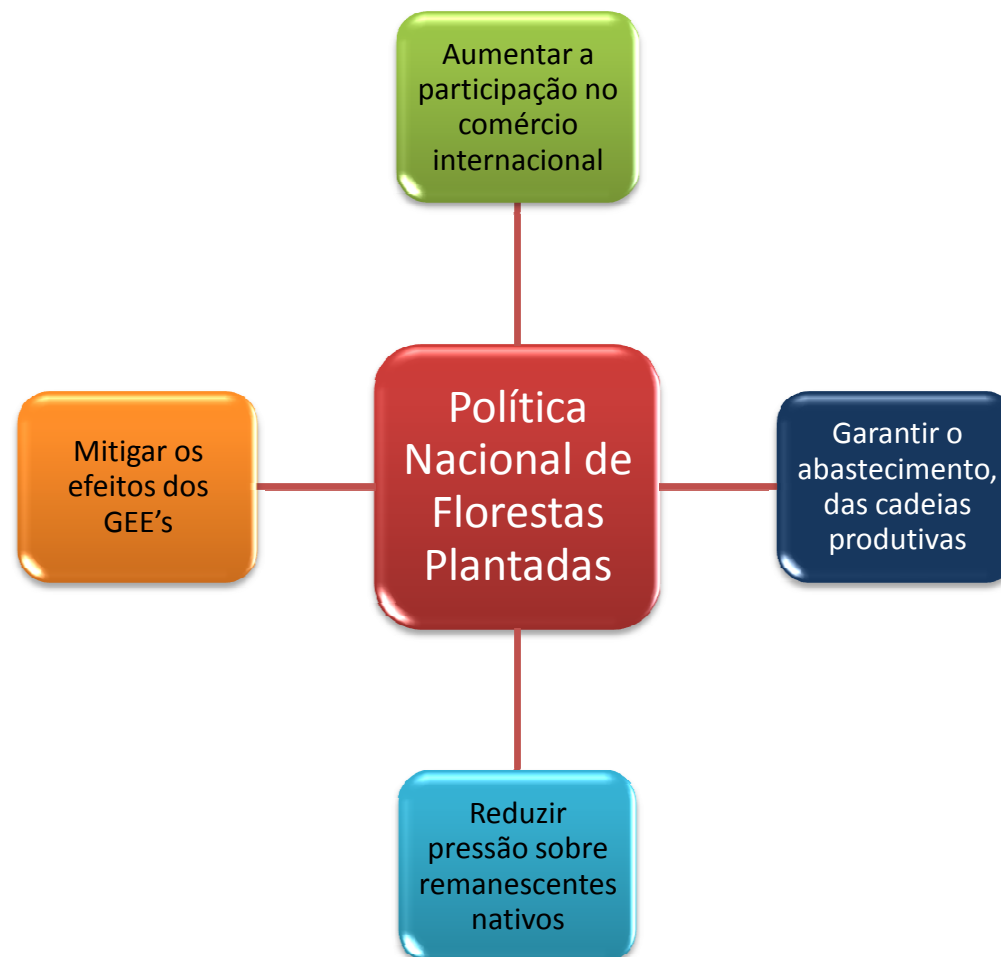 Aumentar a
participação no
comércio
internacional
Mitigar os
efeitos dos
GEE’s
Política
Nacional de
Florestas
Plantadas
Garantir o
abastecimento,
das cadeias
produtivas
Reduzir
pressão sobre
remanescentes
nativos